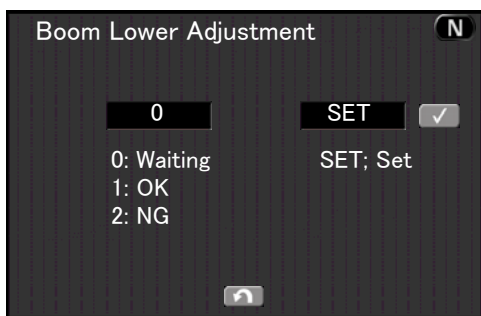 Boom Lower Adjustment N
0 SET
0: Waiting SET; Set
1: OK
2: NG